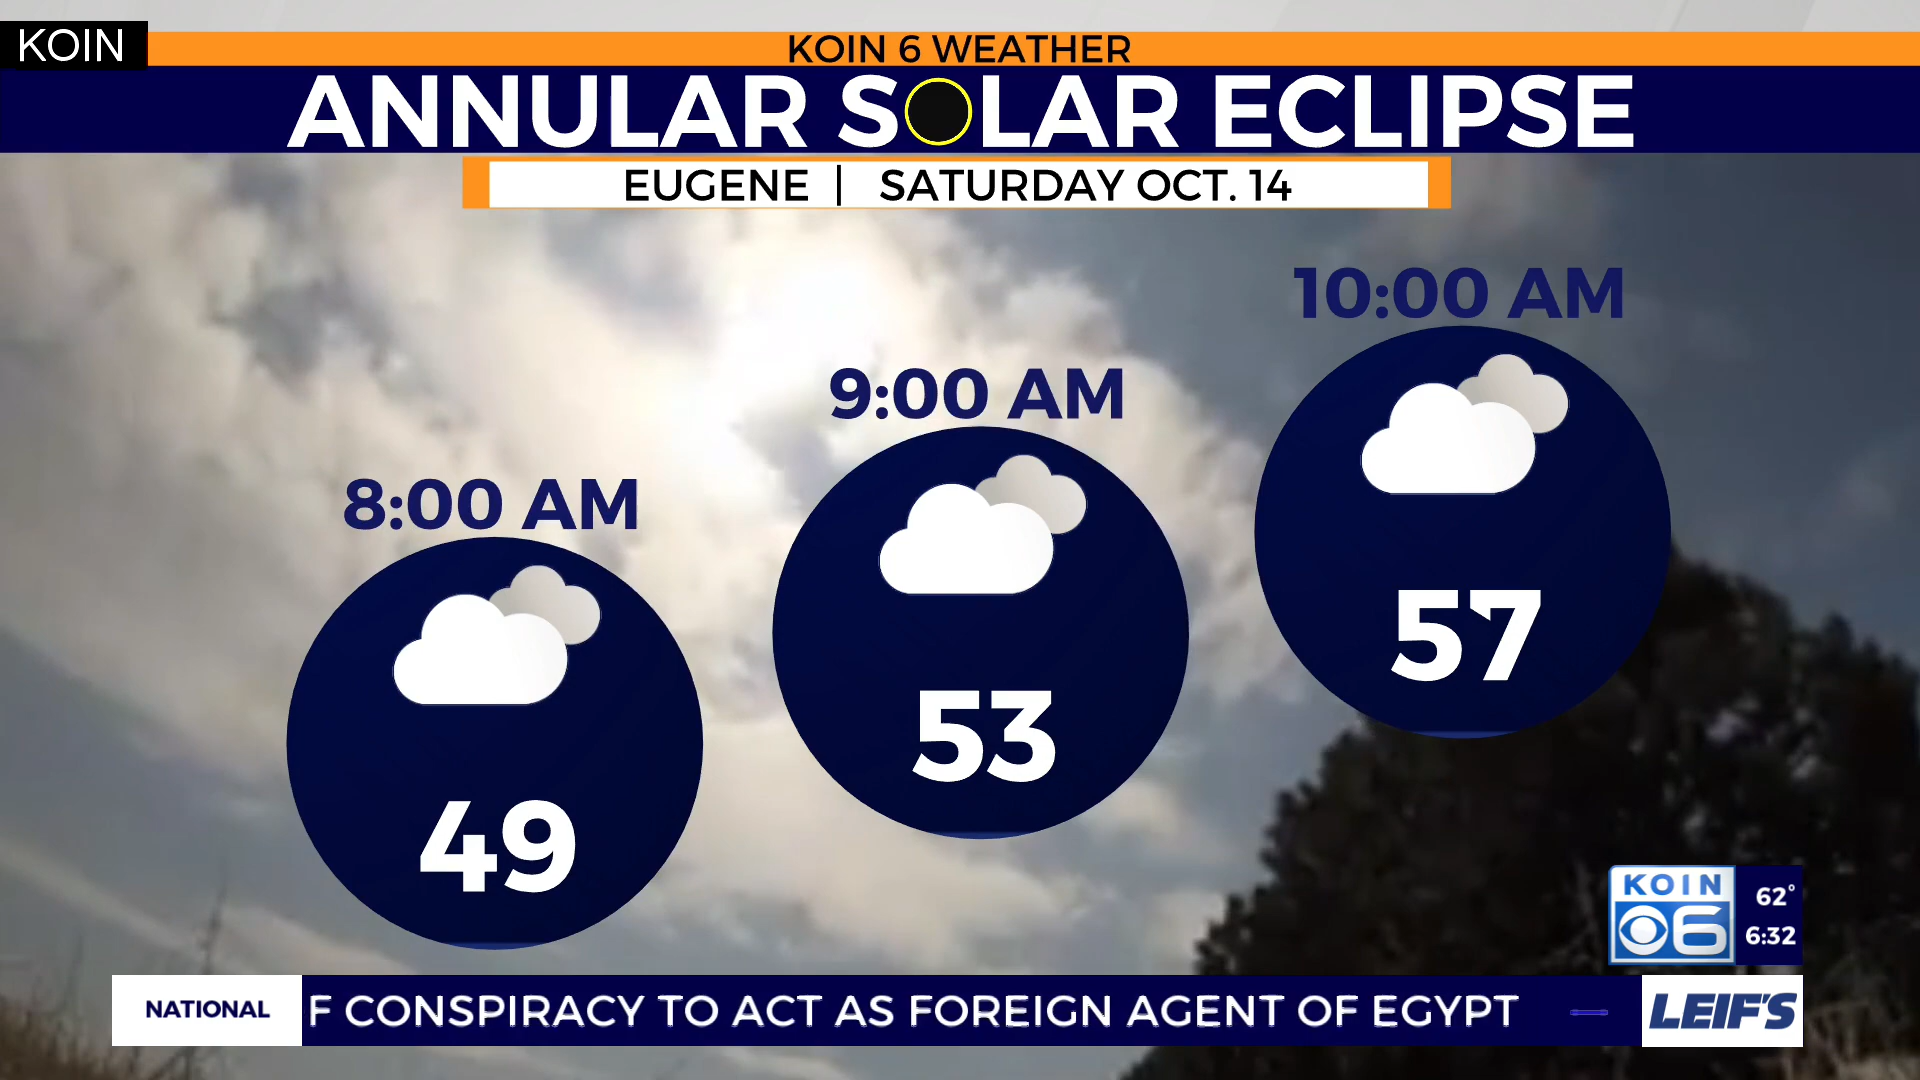 KOIN
KOIN 6 WEATHER
ANNULAR SOLAR ECLIPSE
EUGENE | SATURDAY OCT. 14
10:00 AM
9:00 AM
8:00 AM
57
53
49
KOIN
6
62°
6:32
NATIONAL
F CONSPIRACY TO ACT AS FOREIGN AGENT OF EGYPT
LEIF'S